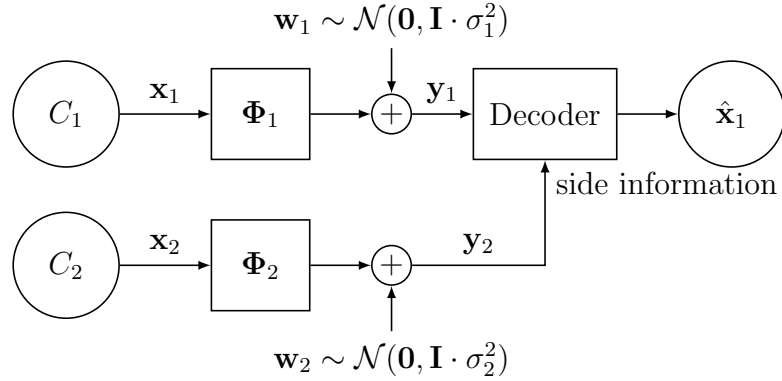 w₁ ∼ 𝒩(0, I · σ₁²)
C₁ x₁ Φ₁ + y₁ Decoder x̂₁
side information
C₂ x₂ Φ₂ + y₂
w₂ ∼ 𝒩(0, I · σ₂²)